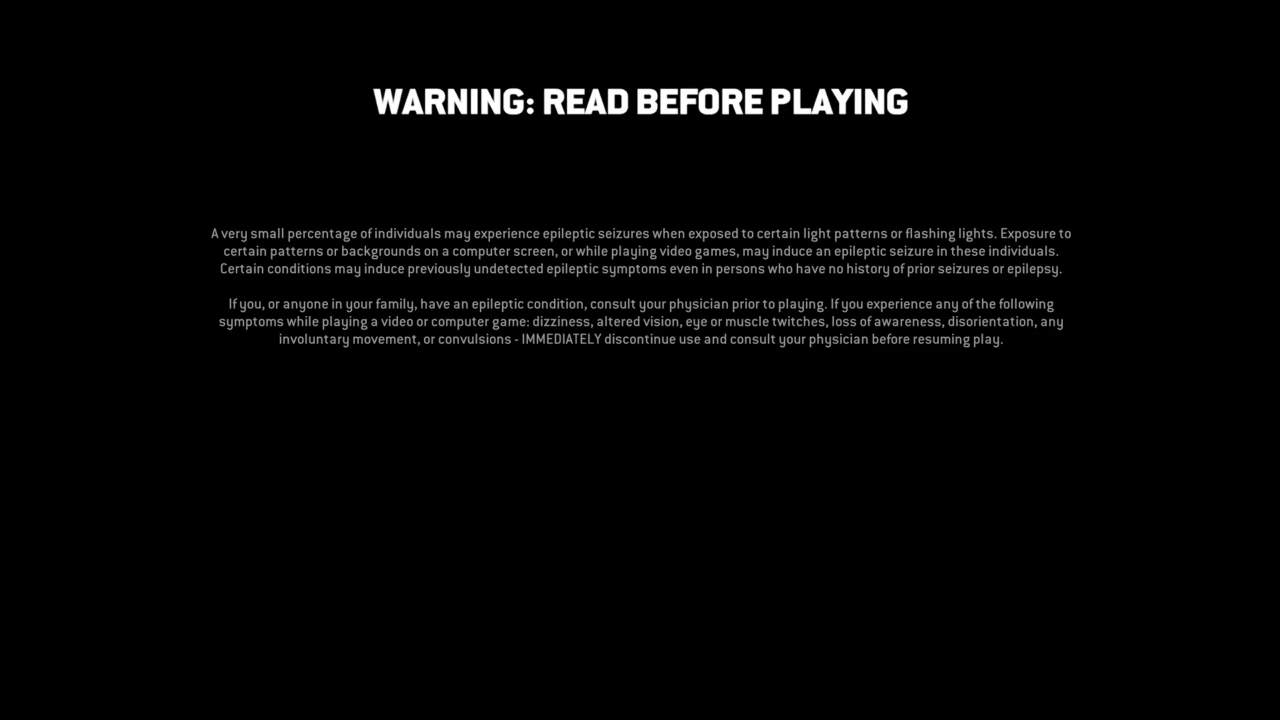 WARNING: READ BEFORE PLAYING
A very small percentage of individuals may experience epileptic seizures when exposed to certain light patterns or flashing lights. Exposure to
certain patterns or backgrounds on a computer screen, or while playing video games, may induce an epileptic seizure in these individuals.
Certain conditions may induce previously undetected epileptic symptoms even in persons who have no history of prior seizures or epilepsy.
If you, or anyone in your family, have an epileptic condition, consult your physician prior to playing. If you experience any of the following
symptoms while playing a video or computer game: dizziness, altered vision, eye or muscle twitches, loss of awareness, disorientation, any
involuntary movement, or convulsions - IMMEDIATELY discontinue use and consult your physician before resuming play.